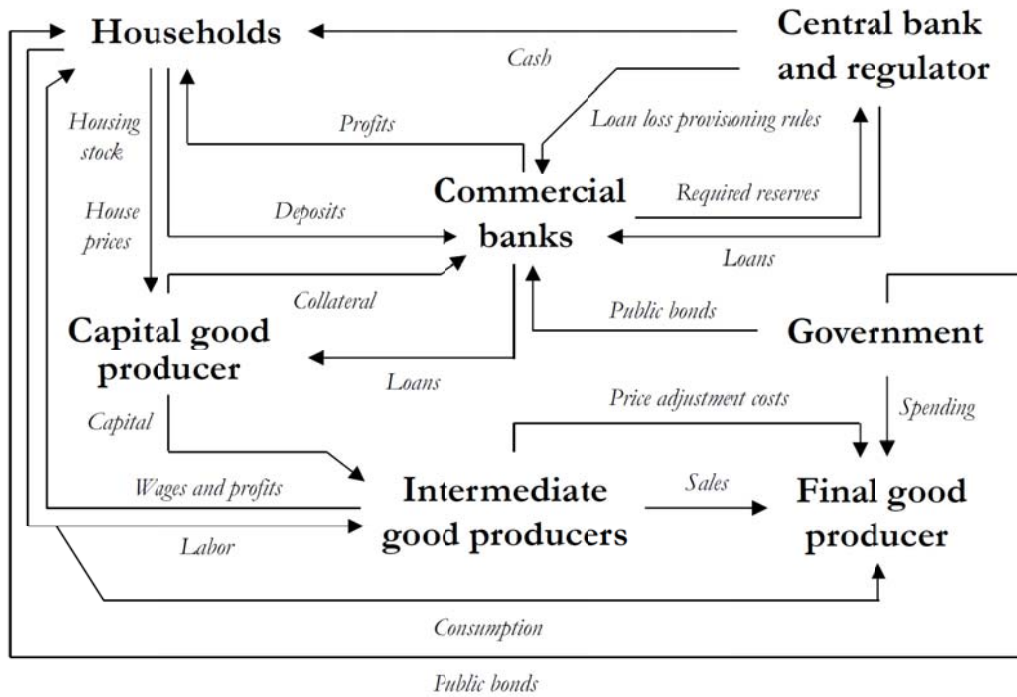 Households
Central bank
and regulator
Cash
Housing
stock
Profits
Loan loss provisioning rules
Commercial
banks
Required reserves
House
prices
Deposits
Loans
Collateral
Public bonds
Capital good
producer
Government
Loans
Price adjustment costs
Capital
Spending
Wages and profits
Intermediate
good producers
Sales
Final good
producer
Labor
Consumption
Public bonds